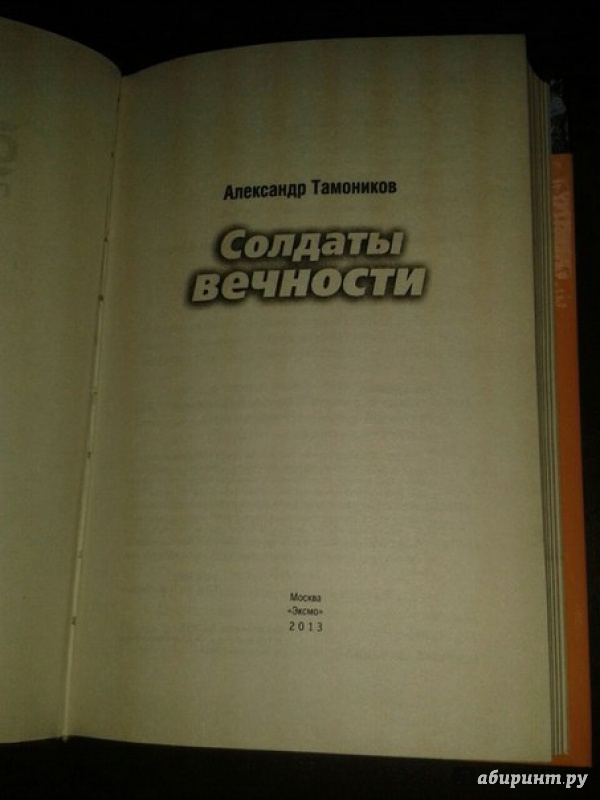 Александр Тамоников
Солдаты
вечности
Москва
«Эксмо»
2013
абиринт.ру